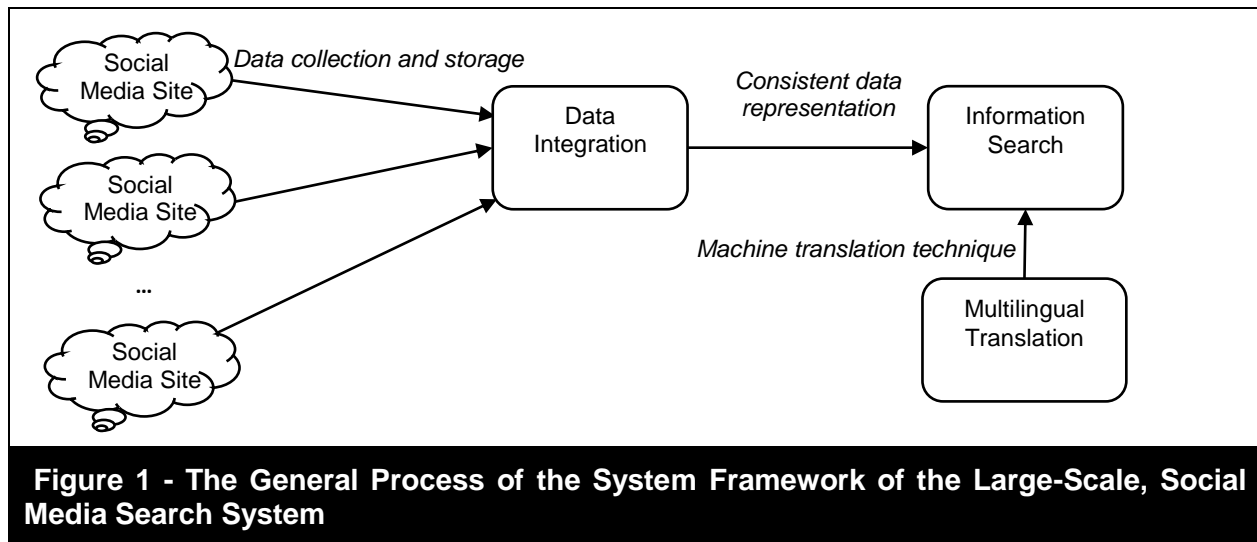 Social
Media Site
Data collection and storage
Social
Media Site
...
Social
Media Site
Data
Integration
Consistent data
representation
Information
Search
Machine translation technique
Multilingual
Translation
Figure 1 - The General Process of the System Framework of the Large-Scale, Social
Media Search System